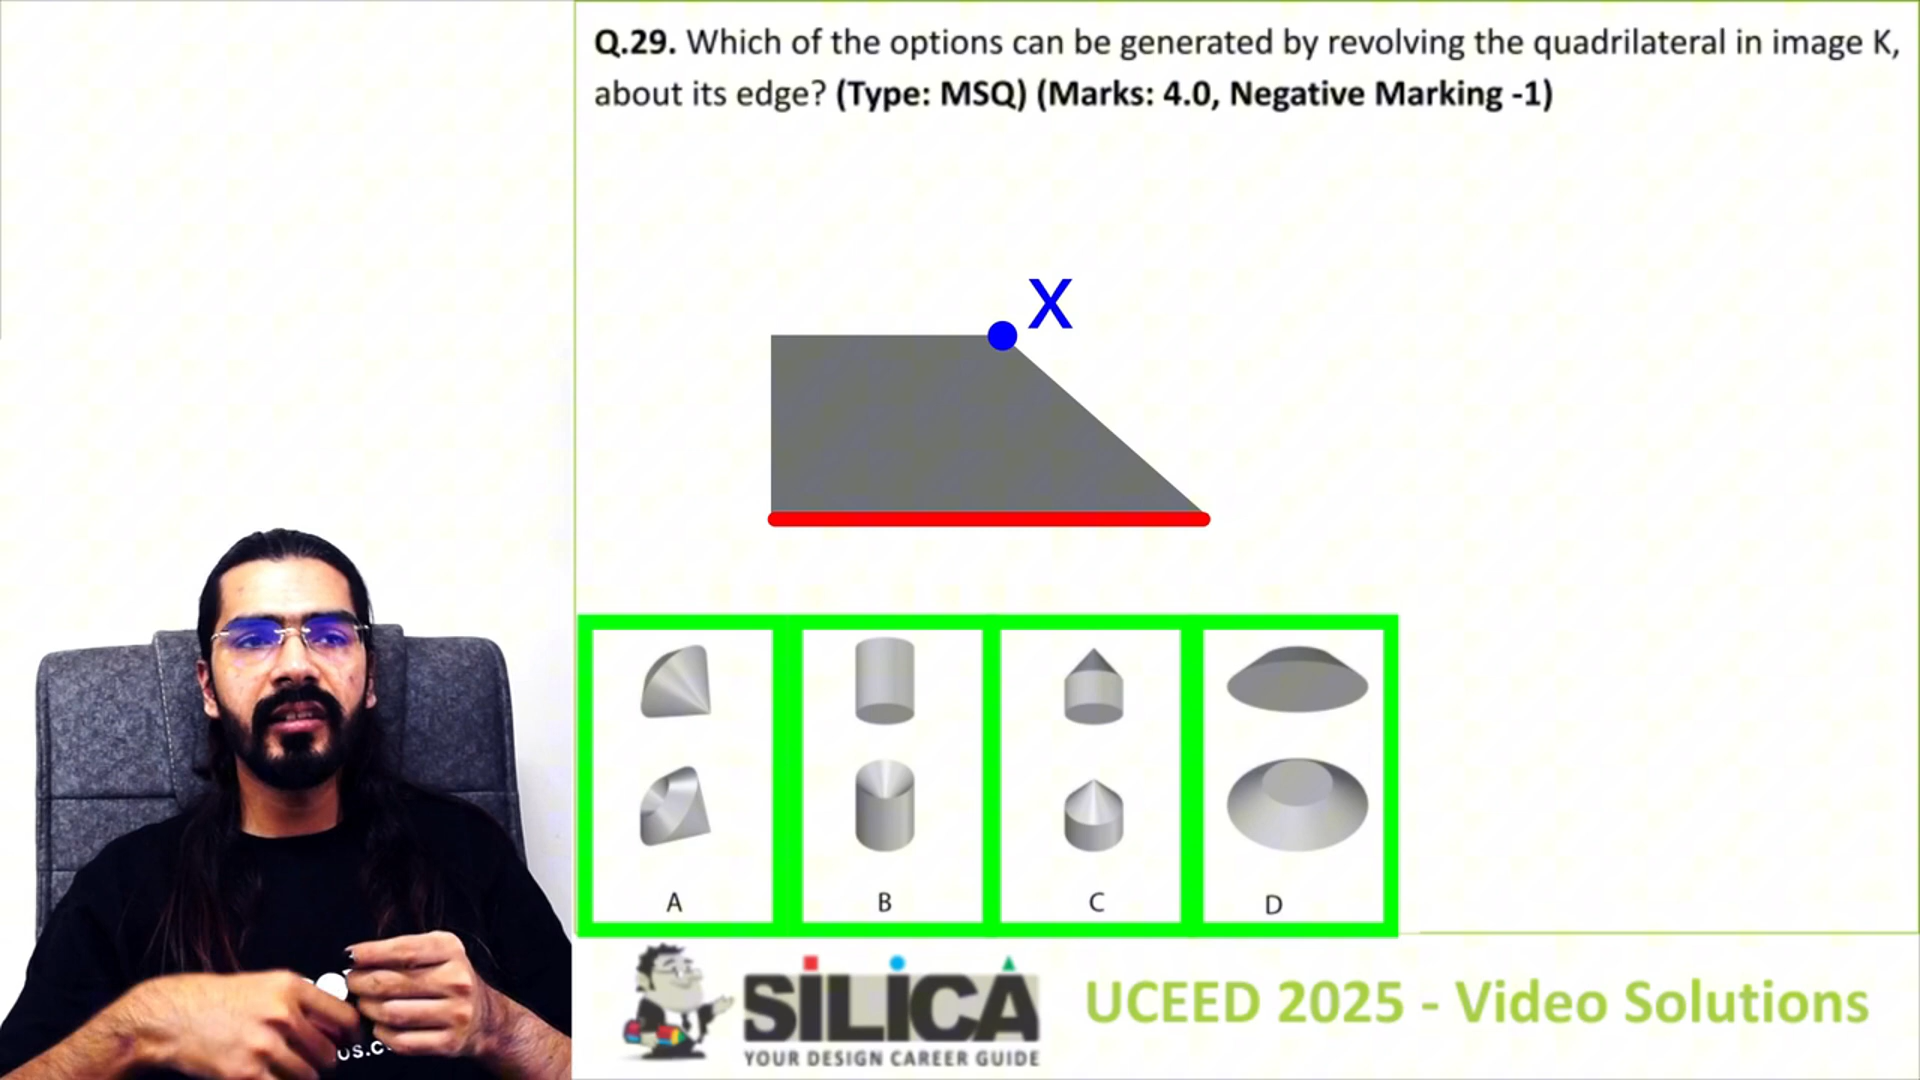 Q.29. Which of the options can be generated by revolving the quadrilateral in image K,
about its edge? (Type: MSQ) (Marks: 4.0, Negative Marking -1)
X
A B C D
SiLiCA
YOUR DESIGN CAREER GUIDE
UCEED 2025 - Video Solutions